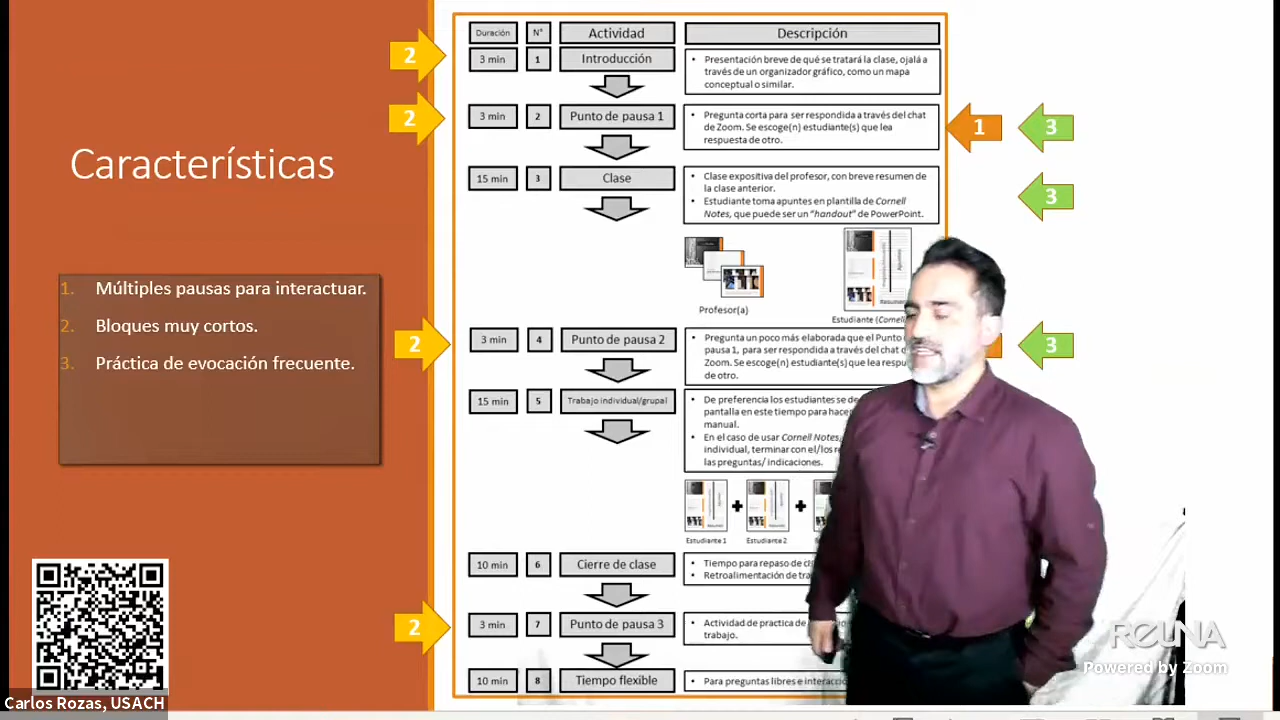 Características
1. Múltiples pausas para interactuar.
2. Bloques muy cortos.
3. Práctica de evocación frecuente.
Duración N° Actividad Descripción
2
3 min 1 Introducción
• Presentación breve de qué se tratará la clase, ojalá a
través de un organizador gráfico, como un mapa
conceptual o similar.
2
3 min 2 Punto de pausa 1
• Pregunta corta para ser respondida a través del chat
de Zoom. Se escoge(n) estudiante(s) que lea
respuesta de otro.
1 3
15 min 3 Clase
• Clase expositiva del profesor, con breve resumen de
la clase anterior.
• Estudiante toma apuntes en plantilla de Cornell
Notes, que puede ser un "handout" de PowerPoint.
3
Profesor(a)
Apuntes
Resumen
Estudiante (Cornell
2
3 min 4 Punto de pausa 2
• Pregunta un poco más elaborada que el Punto
pausa 1, para ser respondida a través del chat
Zoom. Se escoge(n) estudiante(s) que lea respu
de otro.
3
15 min 5 Trabajo individual/grupal
• De preferencia los estudiantes se de
pantalla en este tiempo para hacer
manual.
• En el caso de usar Cornell Notes,
individual, terminar con el/los re
las preguntas/ indicaciones.
Estudiante 1 Estudiante 2
10 min 6 Cierre de clase
• Tiempo para repaso de cl
• Retroalimentación de tra
2
3 min 7 Punto de pausa 3
• Actividad de practica de
trabajo.
10 min 8 Tiempo flexible
• Para preguntas libres e interacci
REUNA
Powered by Zoom
Carlos Rozas, USACH